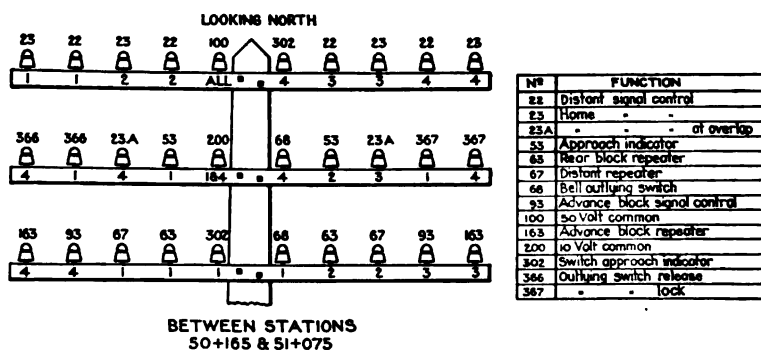 LOOKING NORTH
23 22 23 22 100 302 22 23 22 23
1 1 2 2 ALL 4 3 3 4 4
366 366 23A 53 200 68 53 23A 367 367
4 1 4 1 1&4 4 2 3 1 4
163 93 67 63 302 68 63 67 93 163
4 4 1 1 1 1 2 2 3 3
BETWEEN STATIONS
50+165 & 51+075
Nº FUNCTION
22 Distant signal control
23 Home " "
23A " " " at overlap
53 Approach indicator
63 Rear block repeater
67 Distant repeater
68 Bell outlying switch
93 Advance block signal control
100 50 Volt common
163 Advance block repeater
200 10 Volt common
302 Switch approach indicator
366 Outlying switch release
367 " " lock